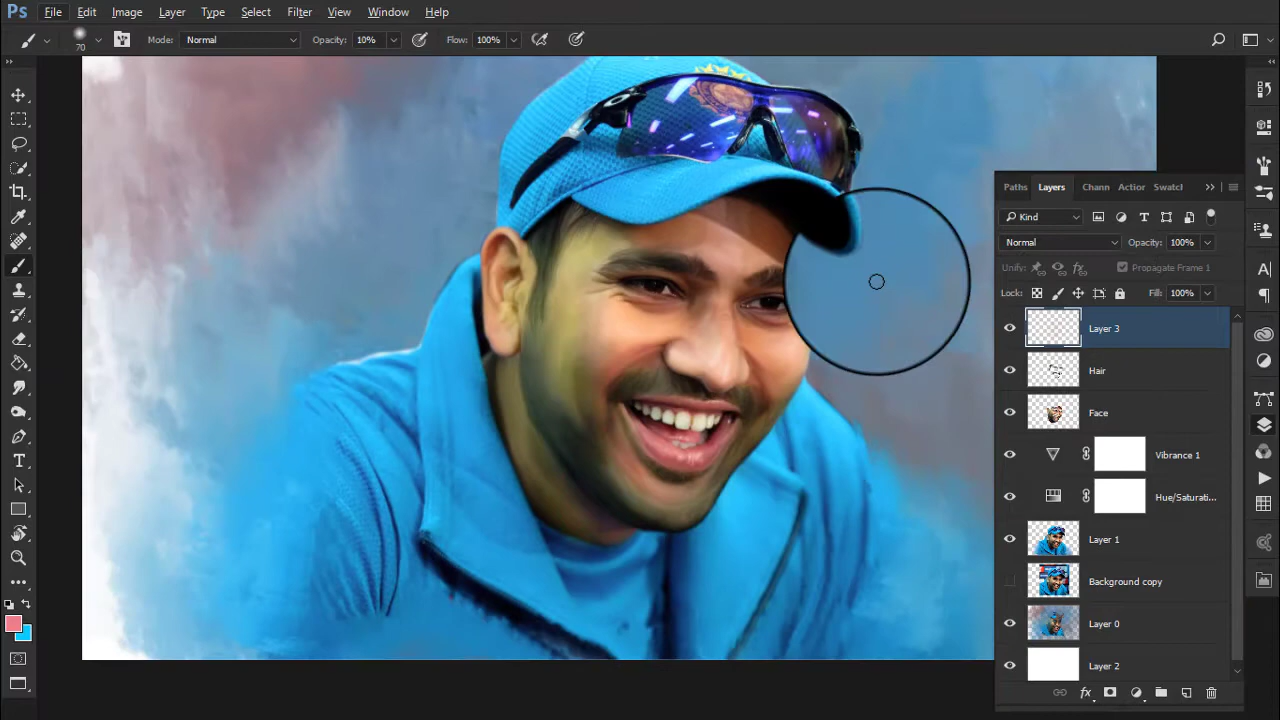 Ps File Edit Image Layer Type Select Filter View Window Help
70 Mode: Normal Opacity: 10% Flow: 100%
Paths Layers Chann Actior Swatcl
Kind
Normal Opacity: 100%
Unify: Propagate Frame 1
Lock: Fill: 100%
Layer 3
Hair
Face
Vibrance 1
Hue/Saturati...
Layer 1
Background copy
Layer 0
Layer 2